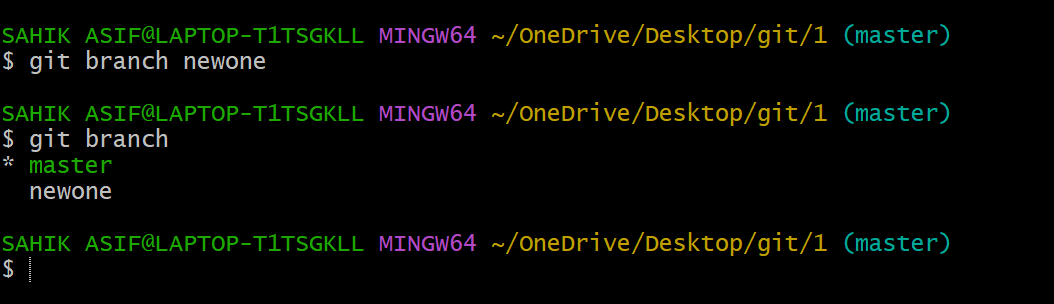 SAHIK ASIF@LAPTOP-T1TSGKLL MINGW64 ~/OneDrive/Desktop/git/1 (master)
$ git branch newone
SAHIK ASIF@LAPTOP-T1TSGKLL MINGW64 ~/OneDrive/Desktop/git/1 (master)
$ git branch
* master
  newone
SAHIK ASIF@LAPTOP-T1TSGKLL MINGW64 ~/OneDrive/Desktop/git/1 (master)
$